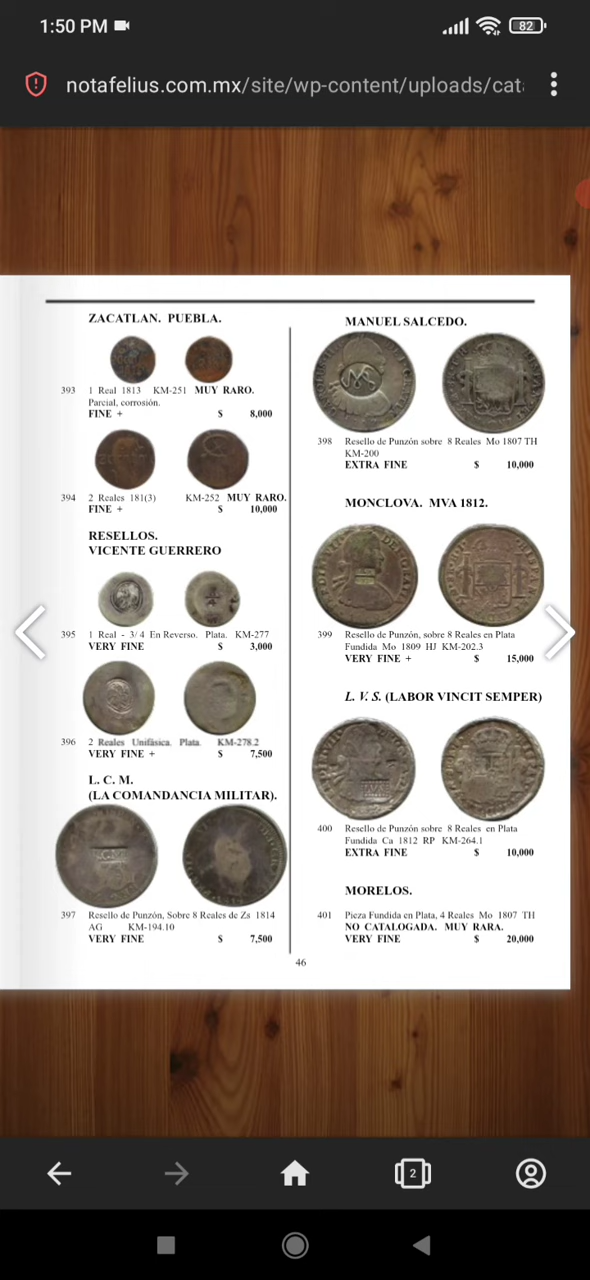 1:50 PM
82
notafelius.com.mx/site/wp-content/uploads/cat
ZACATLAN. PUEBLA.
393 1 Real 1813 KM-251 MUY RARO.
Parcial, corrosión.
FINE + $ 8,000
394 2 Reales 181(3) KM-252 MUY RARO.
FINE + $ 10,000
RESELLOS.
VICENTE GUERRERO
395 1 Real - 3/4 En Reverso. Plata. KM-277
VERY FINE $ 3,000
396 2 Reales Unifásica. Plata. KM-278.2
VERY FINE + $ 7,500
L. C. M.
(LA COMANDANCIA MILITAR).
397 Resello de Punzón, Sobre 8 Reales de Zs 1814
AG KM-194.10
VERY FINE $ 7,500
MANUEL SALCEDO.
398 Resello de Punzón sobre 8 Reales Mo 1807 TH
KM-200
EXTRA FINE $ 10,000
MONCLOVA. MVA 1812.
399 Resello de Punzón, sobre 8 Reales en Plata
Fundida Mo 1809 HJ KM-202.3
VERY FINE + $ 15,000
L. V. S. (LABOR VINCIT SEMPER)
400 Resello de Punzón sobre 8 Reales en Plata
Fundida Ca 1812 RP KM-264.1
EXTRA FINE $ 10,000
MORELOS.
401 Pieza Fundida en Plata, 4 Reales Mo 1807 TH
NO CATALOGADA. MUY RARA.
VERY FINE $ 20,000
46
2